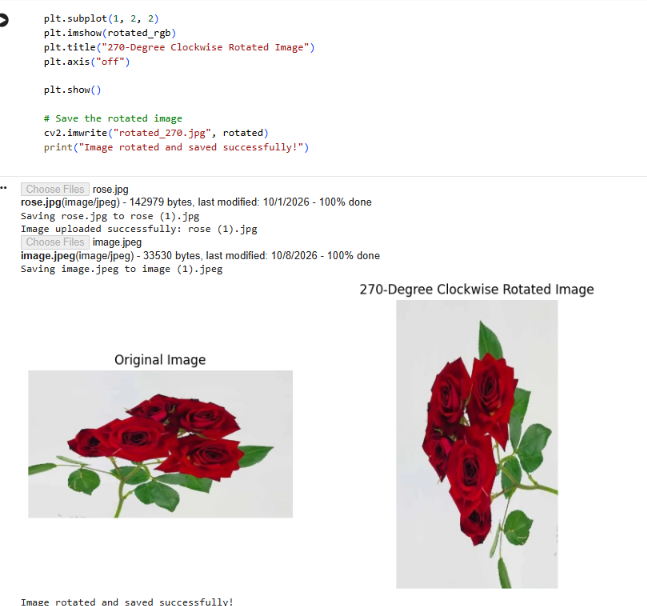 plt.subplot(1, 2, 2)
plt.imshow(rotated_rgb)
plt.title("270-Degree Clockwise Rotated Image")
plt.axis("off")
plt.show()
# Save the rotated image
cv2.imwrite("rotated_270.jpg", rotated)
print("Image rotated and saved successfully!")
Choose Files rose.jpg
rose.jpg(image/jpeg) - 142979 bytes, last modified: 10/1/2026 - 100% done
Saving rose.jpg to rose (1).jpg
Image uploaded successfully: rose (1).jpg
Choose Files image.jpeg
image.jpeg(image/jpeg) - 33530 bytes, last modified: 10/8/2026 - 100% done
Saving image.jpeg to image (1).jpeg
270-Degree Clockwise Rotated Image
Original Image
Image rotated and saved successfully!